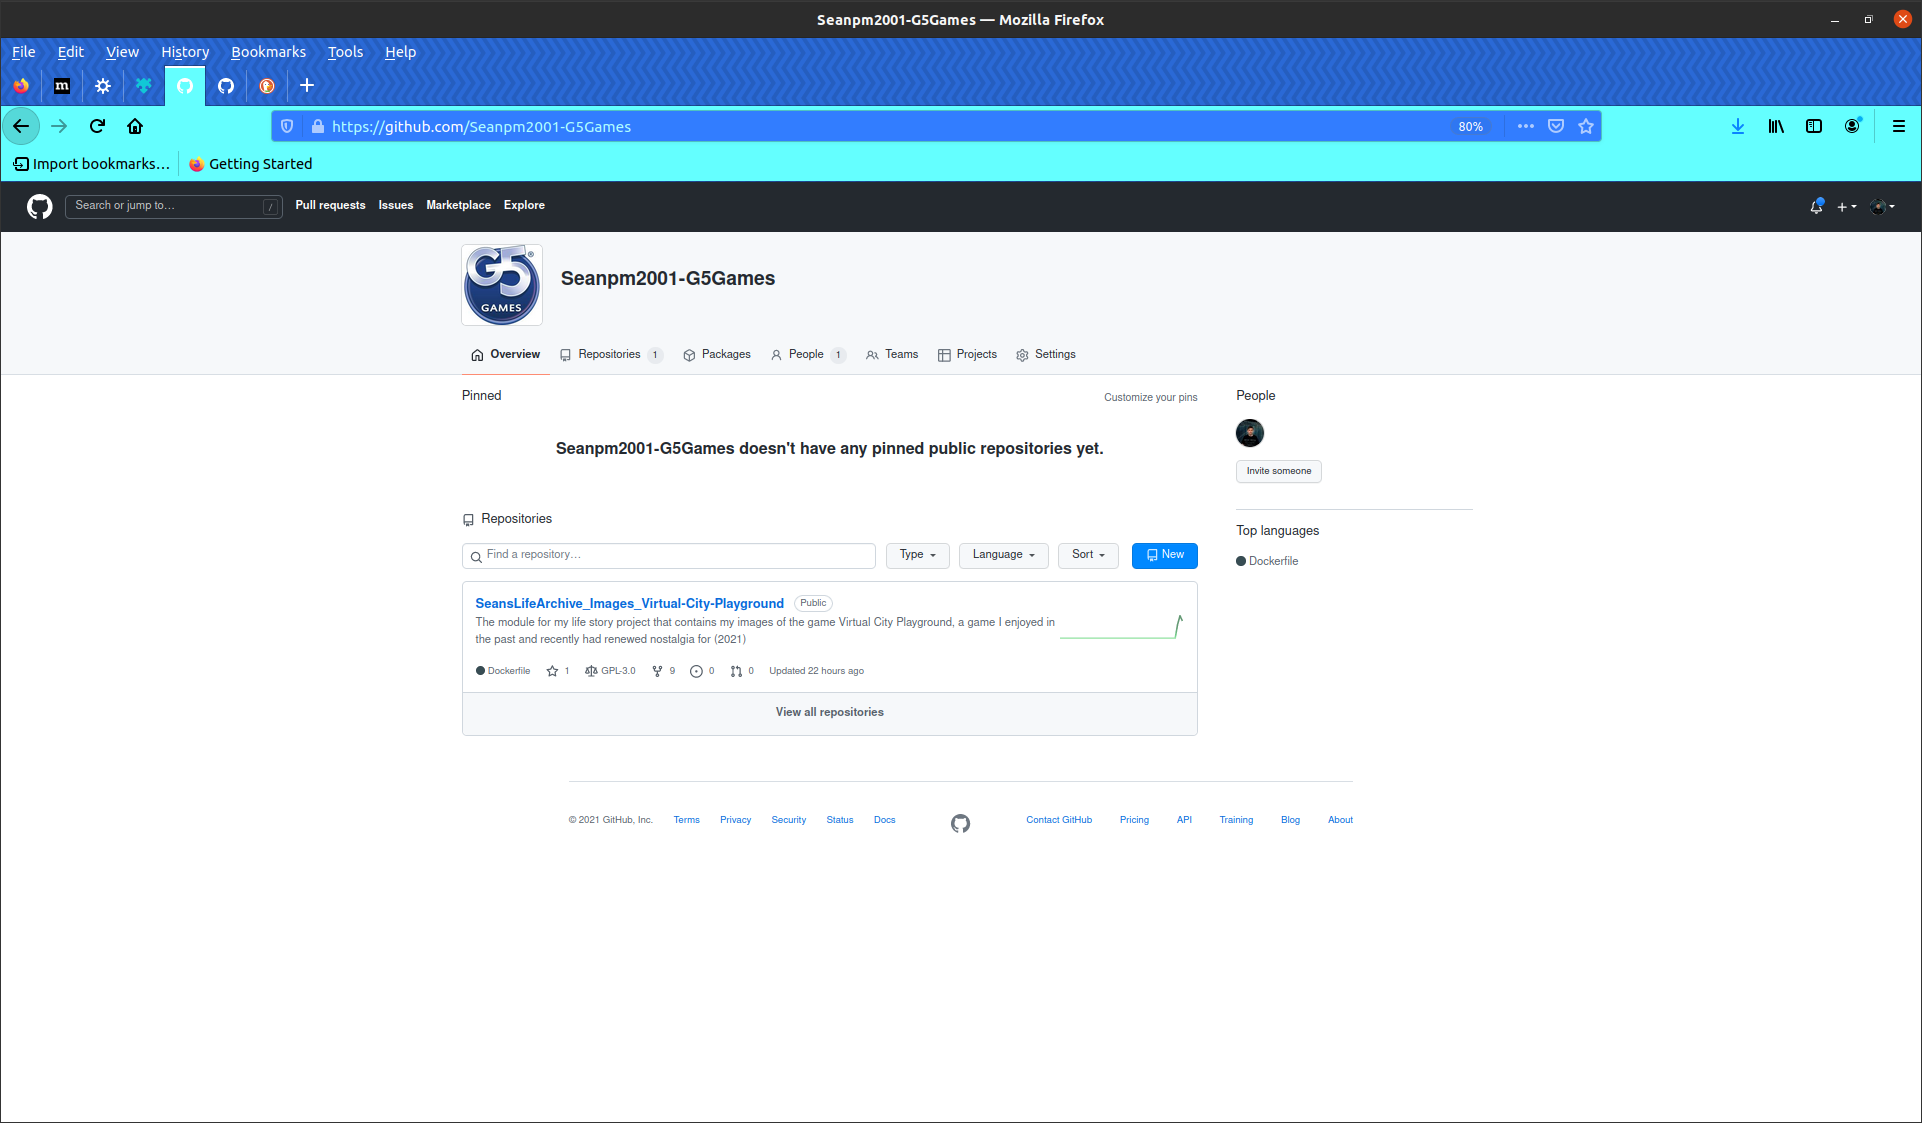 Seanpm2001-G5Games — Mozilla Firefox
File Edit View History Bookmarks Tools Help
m
https://github.com/Seanpm2001-G5Games 80%
Import bookmarks… Getting Started
Search or jump to… / Pull requests Issues Marketplace Explore
G5 ®
GAMES
Seanpm2001-G5Games
Overview Repositories 1 Packages People 1 Teams Projects Settings
Pinned Customize your pins
Seanpm2001-G5Games doesn't have any pinned public repositories yet.
People
Invite someone
Repositories
Find a repository… Type Language Sort New
Top languages
Dockerfile
SeansLifeArchive_Images_Virtual-City-Playground Public
The module for my life story project that contains my images of the game Virtual City Playground, a game I enjoyed in
the past and recently had renewed nostalgia for (2021)
Dockerfile 1 GPL-3.0 9 0 0 Updated 22 hours ago
View all repositories
© 2021 GitHub, Inc. Terms Privacy Security Status Docs Contact GitHub Pricing API Training Blog About